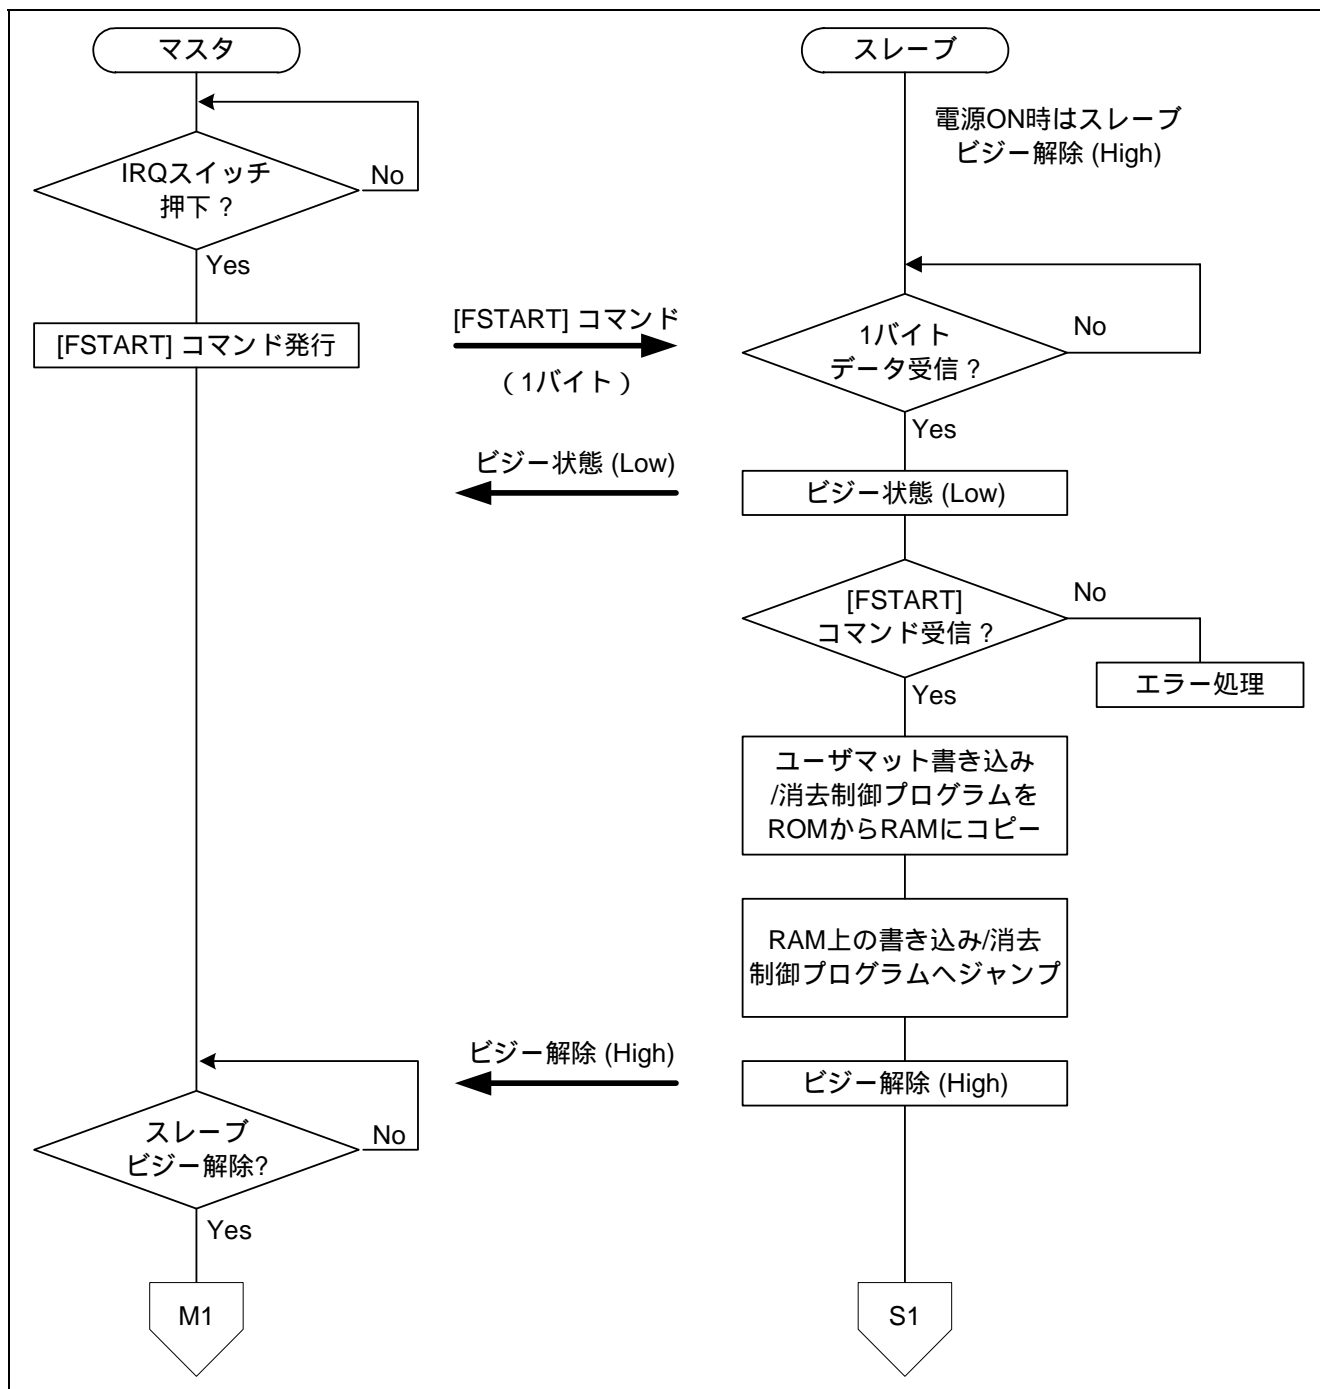 マスタ
IRQスイッチ
押下 ?
No
Yes
[FSTART] コマンド発行
スレーブ
ビジー解除?
No
Yes
M1
[FSTART] コマンド
( 1バイト )
ビジー状態 (Low)
ビジー解除 (High)
スレーブ
電源ON時はスレーブ
ビジー解除 (High)
1バイト
データ受信 ?
No
Yes
ビジー状態 (Low)
[FSTART]
コマンド受信 ?
No
エラー処理
Yes
ユーザマット書き込み
/消去制御プログラムを
ROMからRAMにコピー
RAM上の書き込み/消去
制御プログラムへジャンプ
ビジー解除 (High)
S1